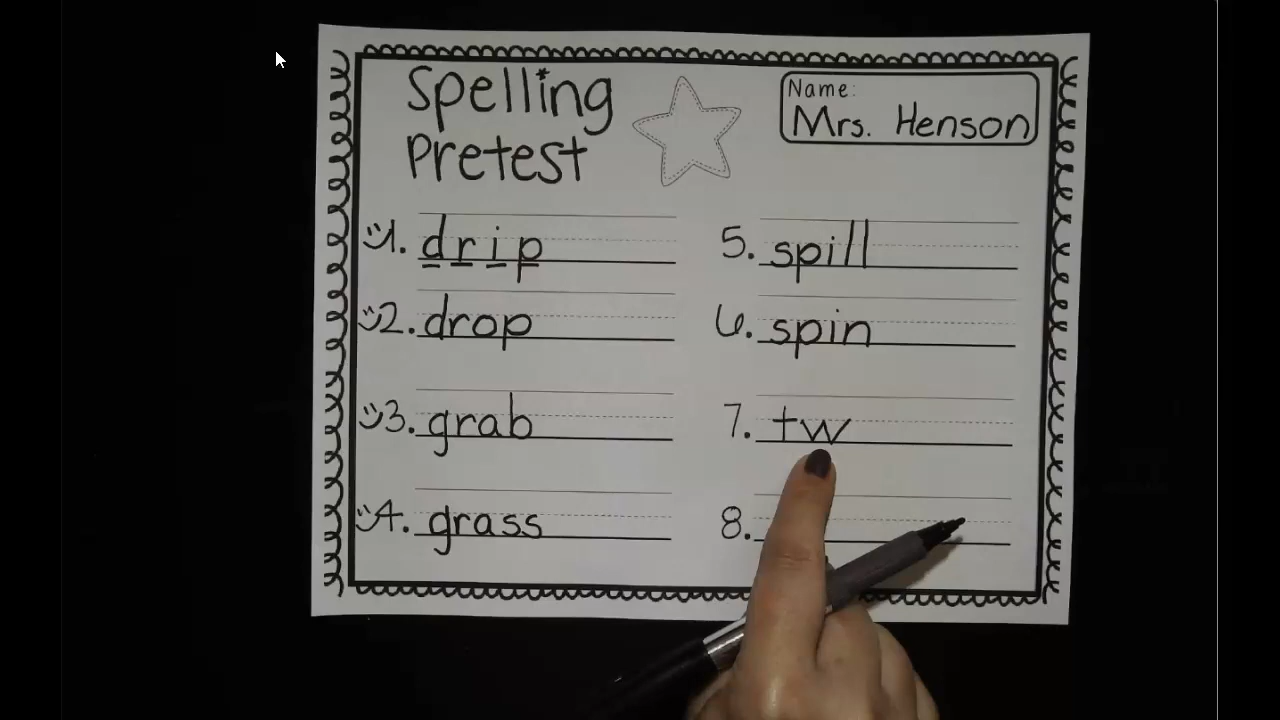 Spelling
Pretest
Name:
Mrs. Henson
1. drip
2. drop
3. grab
4. grass
5. spill
6. spin
7. tw
8.